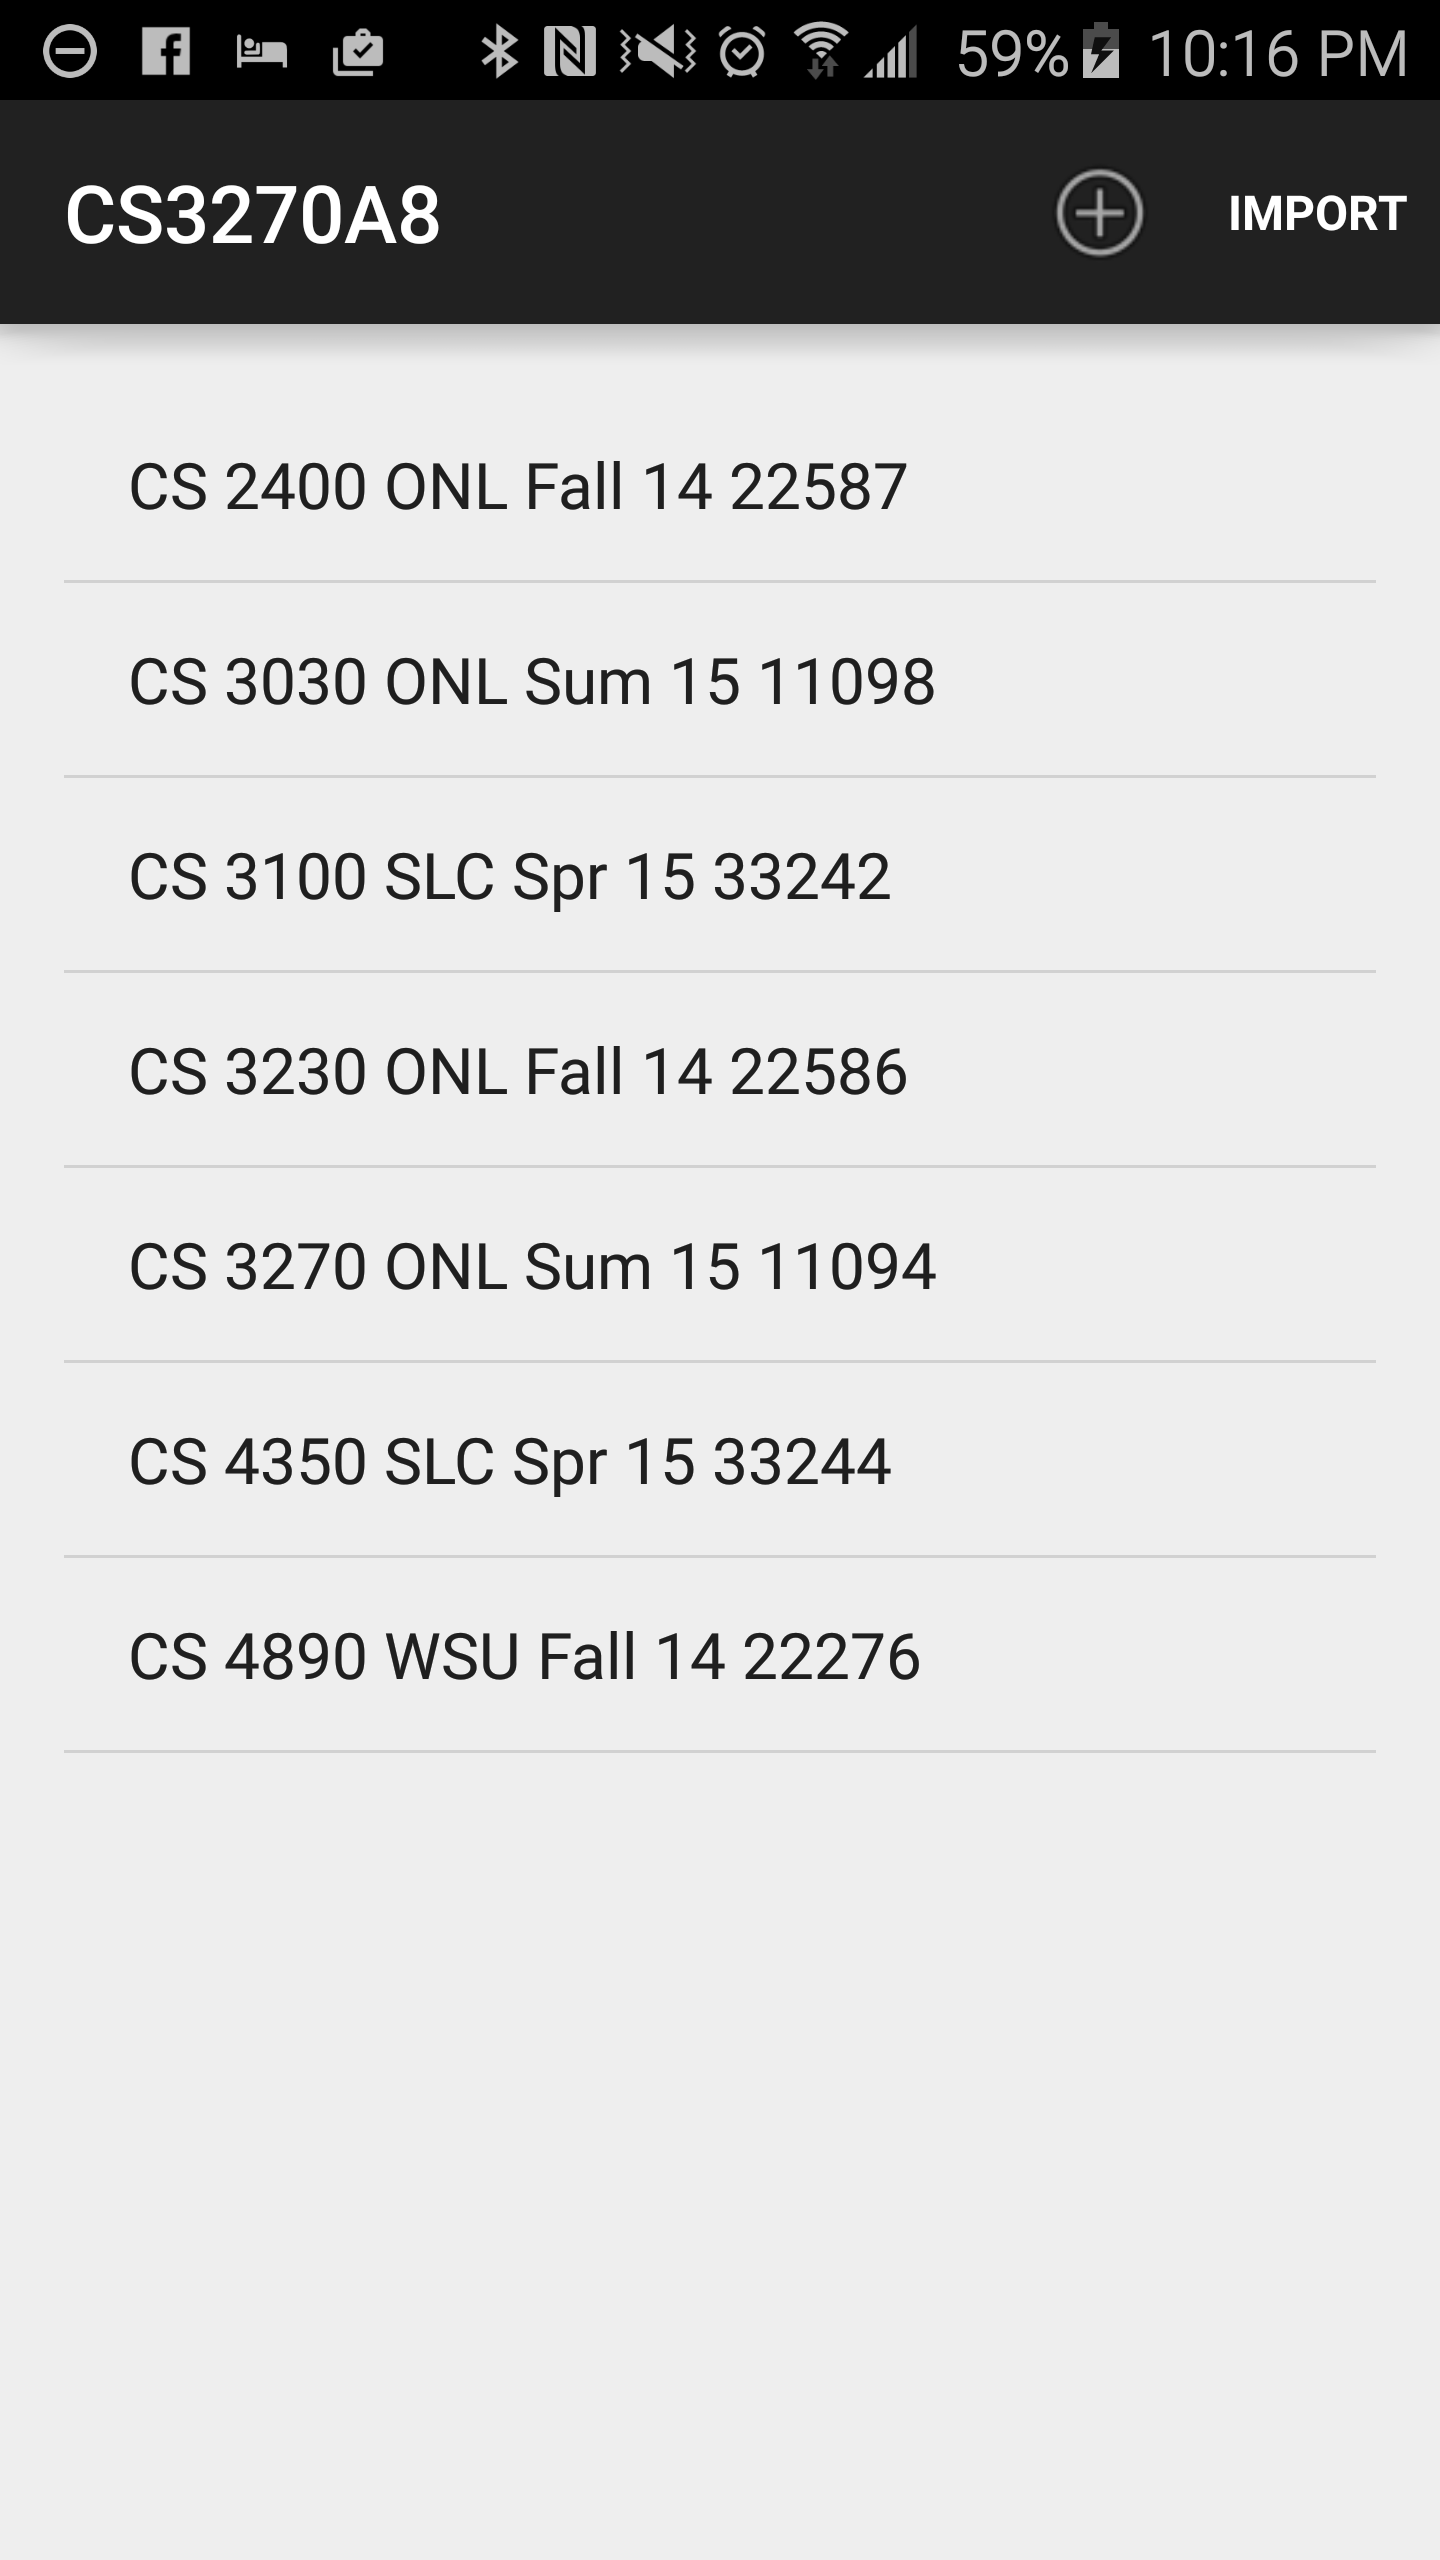 59% 10:16 PM
CS3270A8 IMPORT
CS 2400 ONL Fall 14 22587
CS 3030 ONL Sum 15 11098
CS 3100 SLC Spr 15 33242
CS 3230 ONL Fall 14 22586
CS 3270 ONL Sum 15 11094
CS 4350 SLC Spr 15 33244
CS 4890 WSU Fall 14 22276